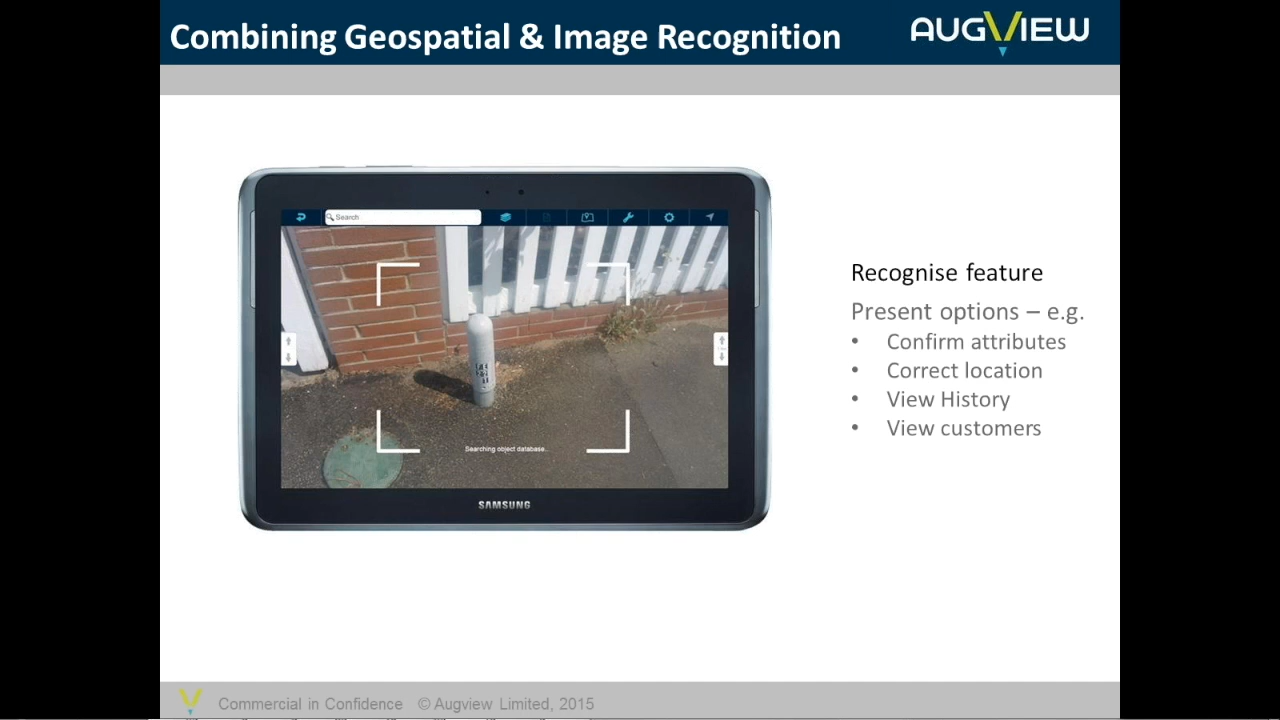 Combining Geospatial & Image Recognition
AUGVIEW
Search
Searching object database...
SAMSUNG
Recognise feature
Present options – e.g.
• Confirm attributes
• Correct location
• View History
• View customers
Commercial in Confidence © Augview Limited, 2015